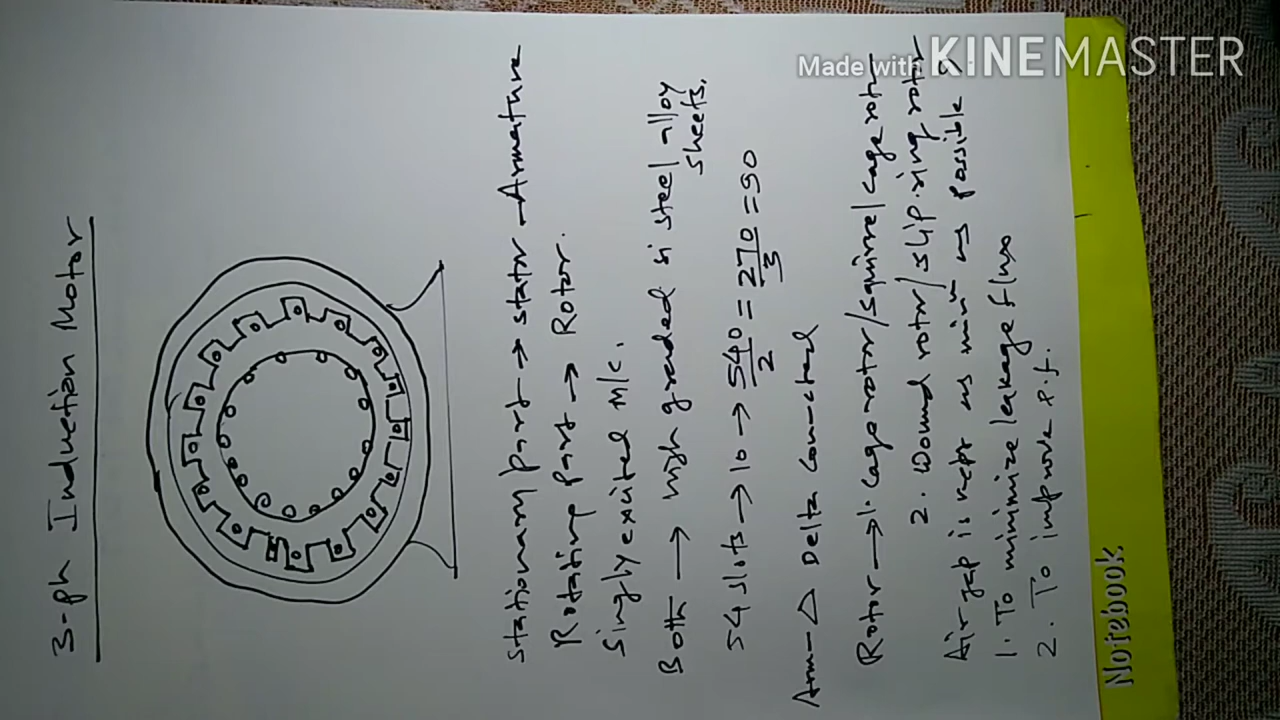 3-ph Induction Motor
Stationary part → stator - Armature
Rotating part → Rotor.
Singly exited M/c.
Both → high graded si steel alloy
sheets.
54 slots → 10 → 540/2 = 270/3 = 90
Arm - Δ Delta connected
Rotor → 1. Cage rotor/squirrel cage rotor
2. Wound rotor/slip.ring rotor
Air gap is kept as min as possible ?
1. To minimize leakage flux
2. To improve P.f.
Notebook
Made with KINEMASTER